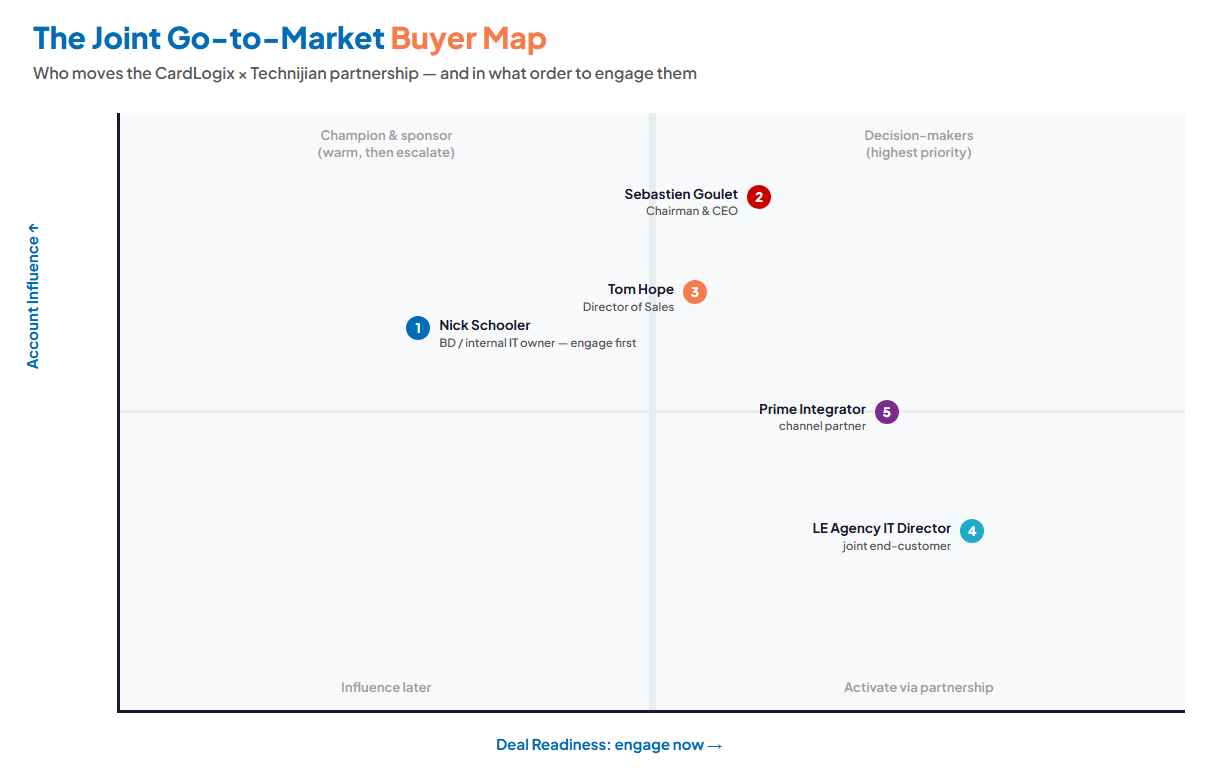 The Joint Go-to-Market Buyer Map
Who moves the CardLogix × Technijian partnership — and in what order to engage them
Champion & sponsor
(warm, then escalate)
Decision-makers
(highest priority)
Sebastien Goulet
Chairman & CEO
2
Tom Hope
Director of Sales
3
1
Nick Schooler
BD / internal IT owner — engage first
Account Influence ↑
Prime Integrator
channel partner
5
LE Agency IT Director
joint end-customer
4
Influence later
Activate via partnership
Deal Readiness: engage now →